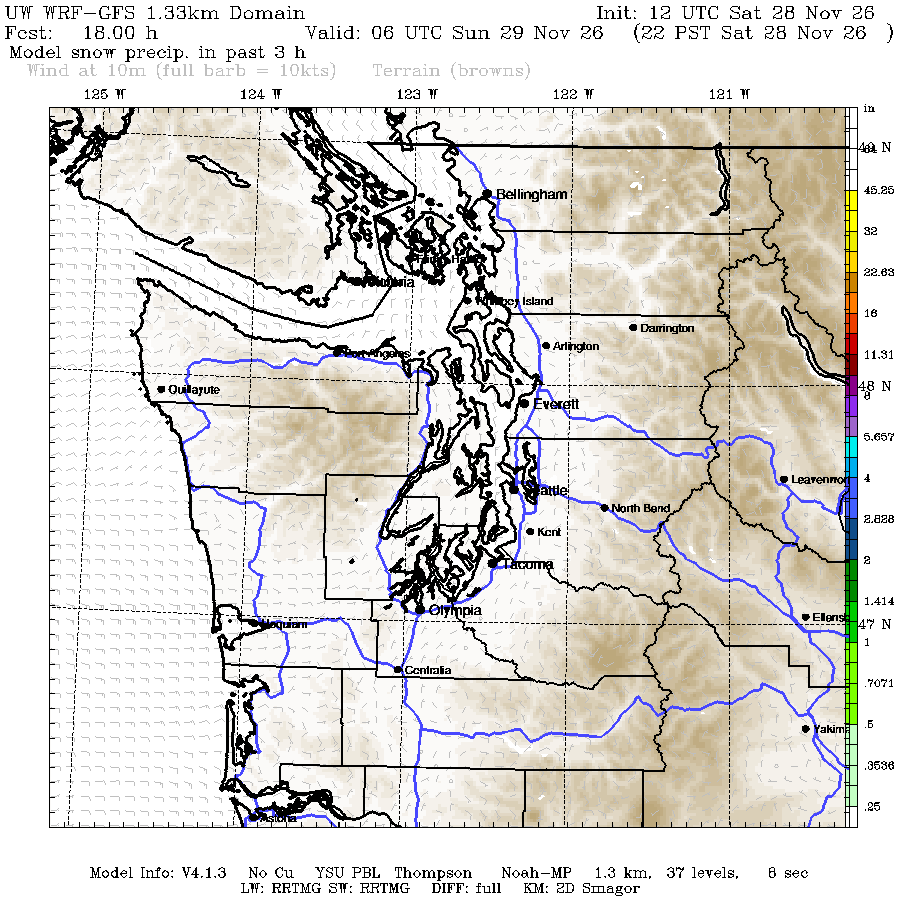 UW WRF-GFS 1.33km Domain Init: 12 UTC Sat 28 Nov 26
Fcst: 18.00 h Valid: 06 UTC Sun 29 Nov 26 (22 PST Sat 28 Nov 26 )
Model snow precip. in past 3 h
Wind at 10m (full barb = 10kts) Terrain (browns)
125 W 124 W 123 W 122 W 121 W
in
49 N
Bellingham
45.25
32
Victoria
22.63
Whidbey Island
16
Darrington
Arlington
Port Angeles
11.31
48 N
Quillayute
8
Everett
5.657
Leavenwor
4
Seattle
North Bend
2.828
Kent
Tacoma
2
1.414
Olympia
Ellens
Hoquiam
47 N
1
Centralia
.7071
.5
Yakima
.3536
.25
Astoria
Model Info: V4.1.3 No Cu YSU PBL Thompson Noah-MP 1.3 km, 37 levels, 8 sec
LW: RRTMG SW: RRTMG DIFF: full KM: 2D Smagor